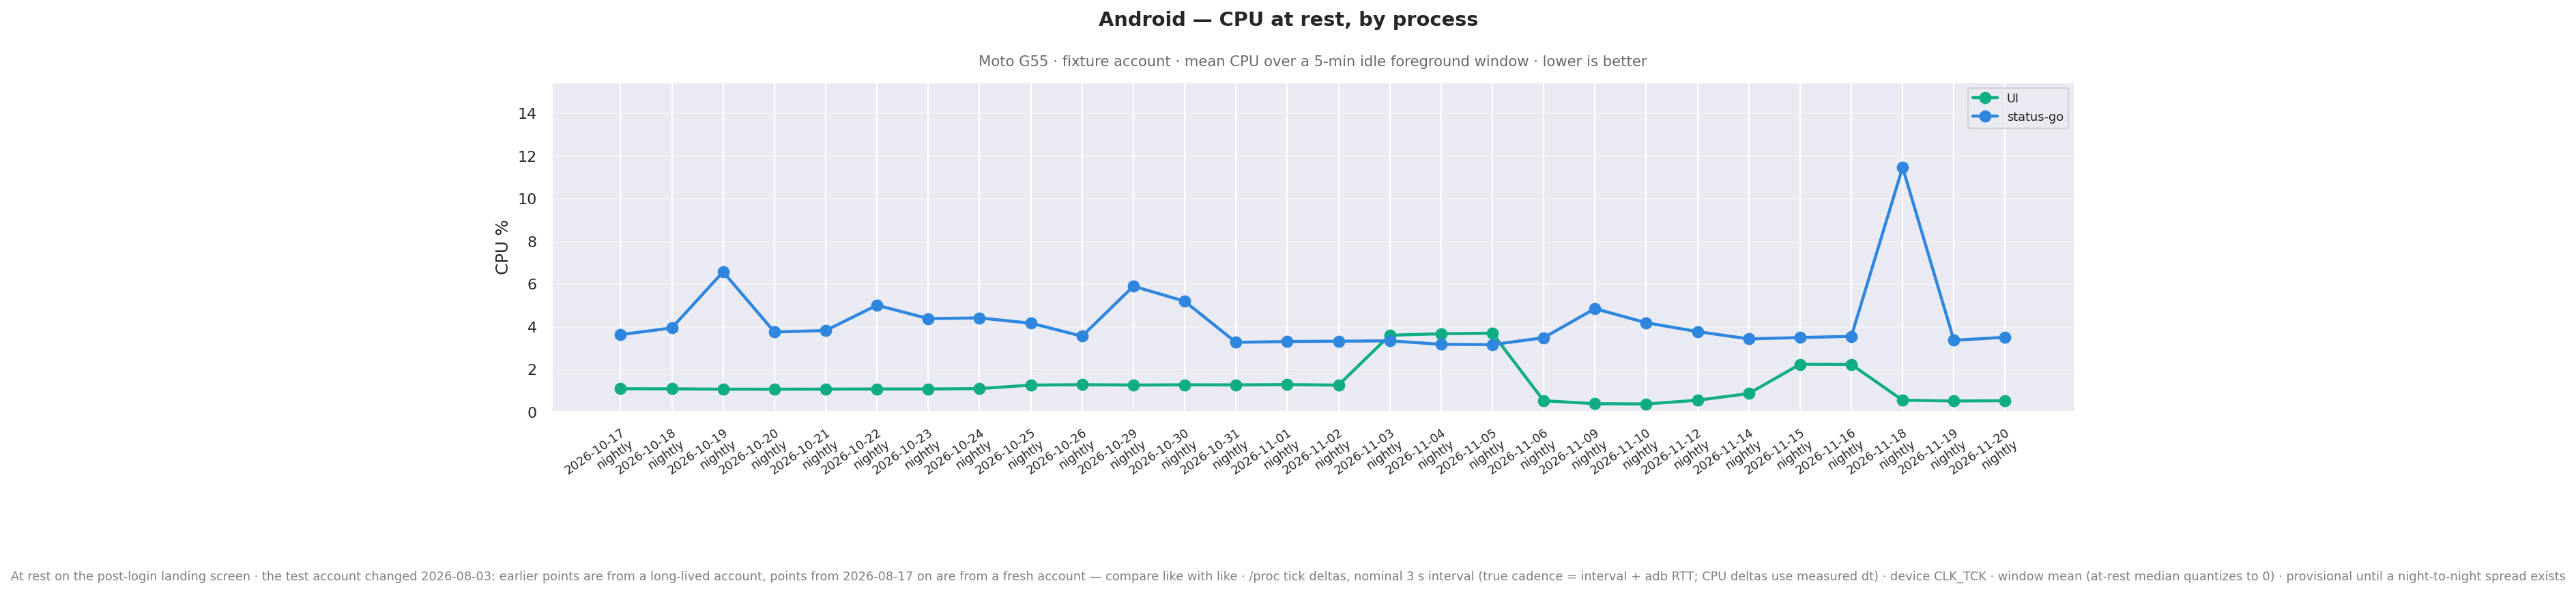 Android — CPU at rest, by process
Moto G55 · fixture account · mean CPU over a 5-min idle foreground window · lower is better
UI
status-go
CPU %
14
12
10
8
6
4
2
0
2026-10-17
nightly
2026-10-18
nightly
2026-10-19
nightly
2026-10-20
nightly
2026-10-21
nightly
2026-10-22
nightly
2026-10-23
nightly
2026-10-24
nightly
2026-10-25
nightly
2026-10-26
nightly
2026-10-29
nightly
2026-10-30
nightly
2026-10-31
nightly
2026-11-01
nightly
2026-11-02
nightly
2026-11-03
nightly
2026-11-04
nightly
2026-11-05
nightly
2026-11-06
nightly
2026-11-09
nightly
2026-11-10
nightly
2026-11-12
nightly
2026-11-14
nightly
2026-11-15
nightly
2026-11-16
nightly
2026-11-18
nightly
2026-11-19
nightly
2026-11-20
nightly
At rest on the post-login landing screen · the test account changed 2026-08-03: earlier points are from a long-lived account, points from 2026-08-17 on are from a fresh account — compare like with like · /proc tick deltas, nominal 3 s interval (true cadence = interval + adb RTT; CPU deltas use measured dt) · device CLK_TCK · window mean (at-rest median quantizes to 0) · provisional until a night-to-night spread exists